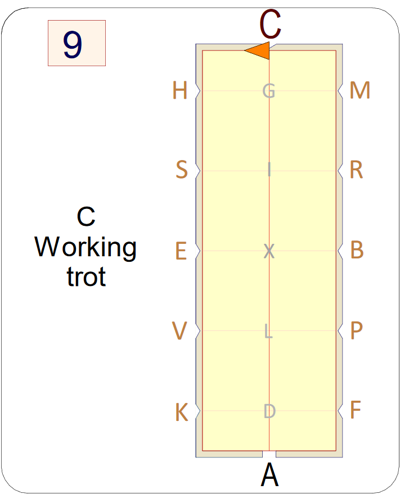 9
C
H G M
S I R
C
Working
trot
E X B
V L P
K D F
A